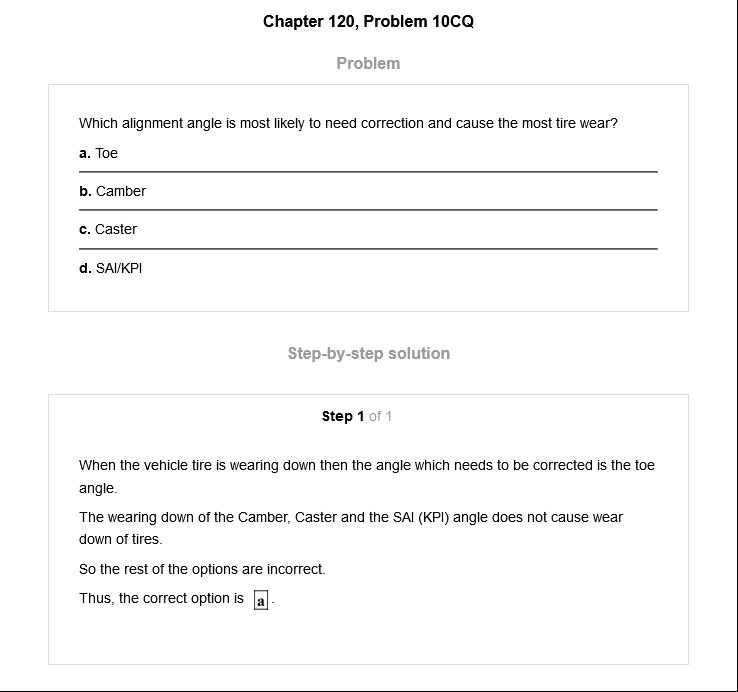 Chapter 120, Problem 10CQ
Problem
Which alignment angle is most likely to need correction and cause the most tire wear?
a. Toe
b. Camber
c. Caster
d. SAI/KPI
Step-by-step solution
Step 1 of 1
When the vehicle tire is wearing down then the angle which needs to be corrected is the toe
angle.
The wearing down of the Camber, Caster and the SAI (KPI) angle does not cause wear
down of tires.
So the rest of the options are incorrect.
Thus, the correct option is a.